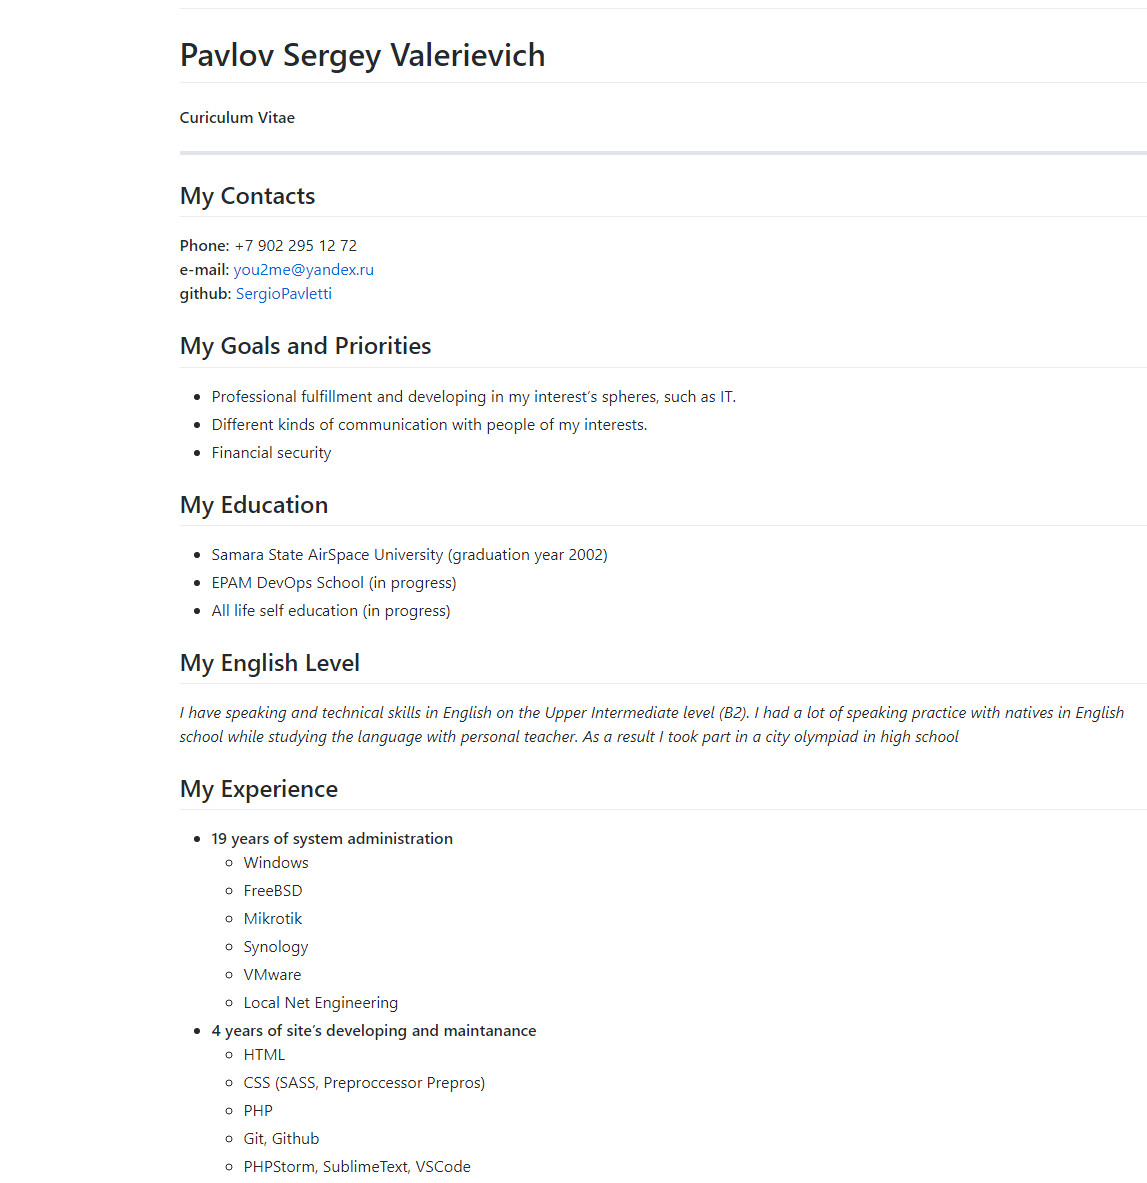 Pavlov Sergey Valerievich
Curiculum Vitae
My Contacts
Phone: +7 902 295 12 72
e-mail: you2me@yandex.ru
github: SergioPavletti
My Goals and Priorities
Professional fulfillment and developing in my interest's spheres, such as IT.
Different kinds of communication with people of my interests.
Financial security
My Education
Samara State AirSpace University (graduation year 2002)
EPAM DevOps School (in progress)
All life self education (in progress)
My English Level
I have speaking and technical skills in English on the Upper Intermediate level (B2). I had a lot of speaking practice with natives in English
school while studying the language with personal teacher. As a result I took part in a city olympiad in high school
My Experience
19 years of system administration
Windows
FreeBSD
Mikrotik
Synology
VMware
Local Net Engineering
4 years of site's developing and maintanance
HTML
CSS (SASS, Preproccessor Prepros)
PHP
Git, Github
PHPStorm, SublimeText, VSCode